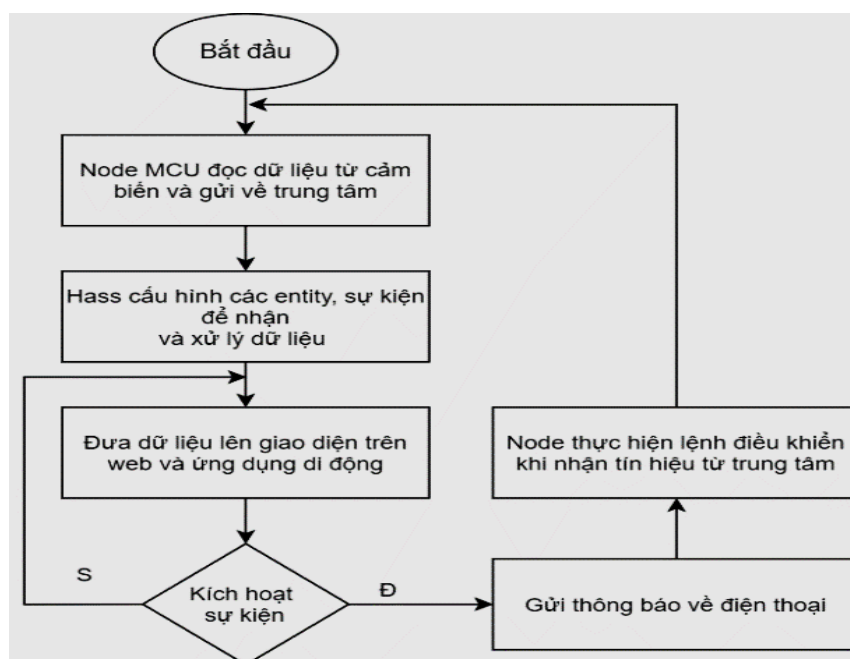 Bắt đầu
Node MCU đọc dữ liệu từ cảm
biến và gửi về trung tâm
Hass cấu hình các entity, sự kiện
để nhận
và xử lý dữ liệu
Đưa dữ liệu lên giao diện trên
web và ứng dụng di động
Kích hoạt
sự kiện
S
Đ
Gửi thông báo về điện thoại
Node thực hiện lệnh điều khiển
khi nhận tín hiệu từ trung tâm